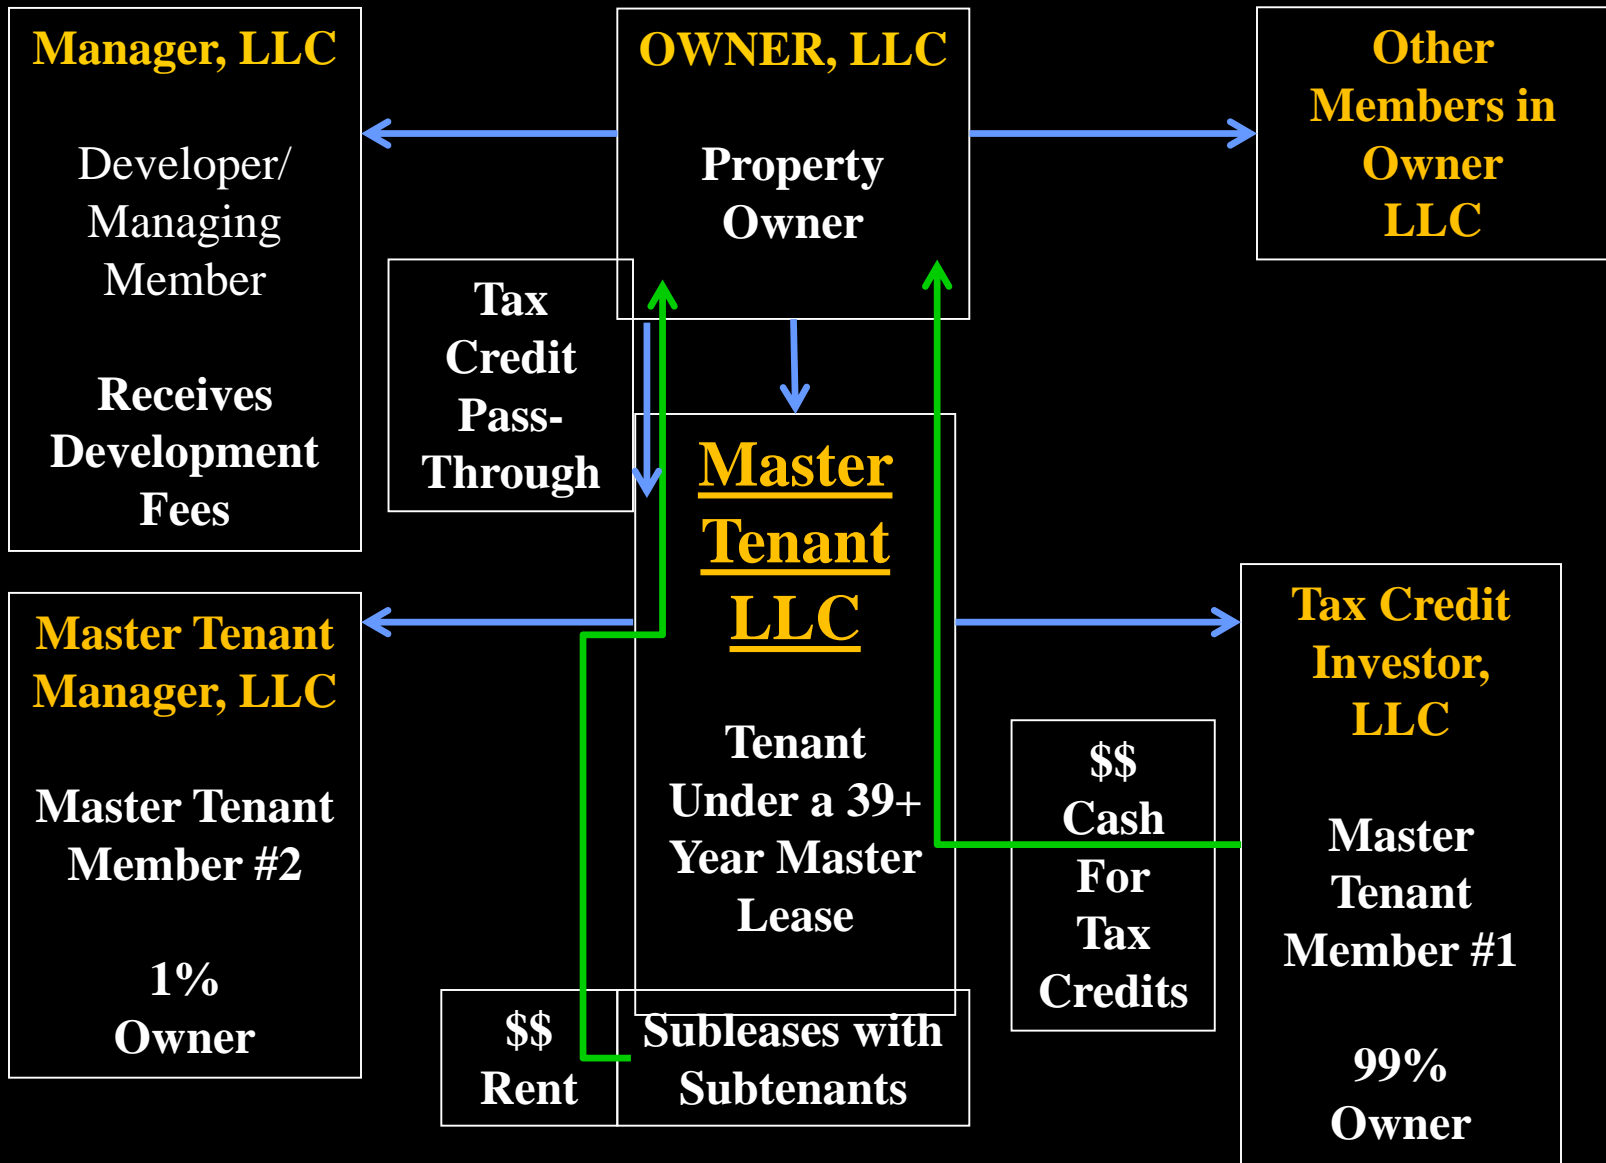 Manager, LLC
Developer/
Managing
Member
Receives
Development
Fees
OWNER, LLC
Property
Owner
Other
Members in
Owner
LLC
Tax
Credit
Pass-
Through
Master
Tenant
LLC
Tenant
Under a 39+
Year Master
Lease
Master Tenant
Manager, LLC
Master Tenant
Member #2
1%
Owner
$$
Cash
For
Tax
Credits
Tax Credit
Investor,
LLC
Master
Tenant
Member #1
99%
Owner
$$
Rent
Subleases with
Subtenants